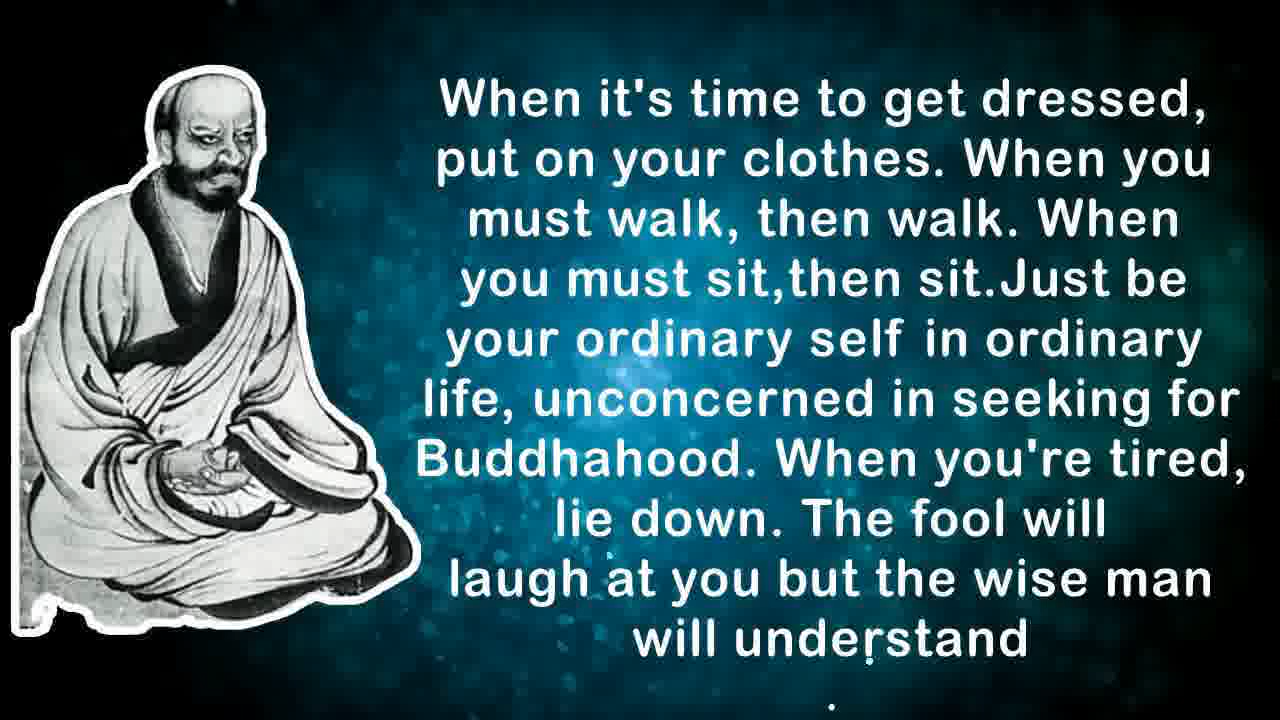 When it's time to get dressed,
put on your clothes. When you
must walk, then walk. When
you must sit,then sit.Just be
your ordinary self in ordinary
life, unconcerned in seeking for
Buddhahood. When you're tired,
lie down. The fool will
laugh at you but the wise man
will understand